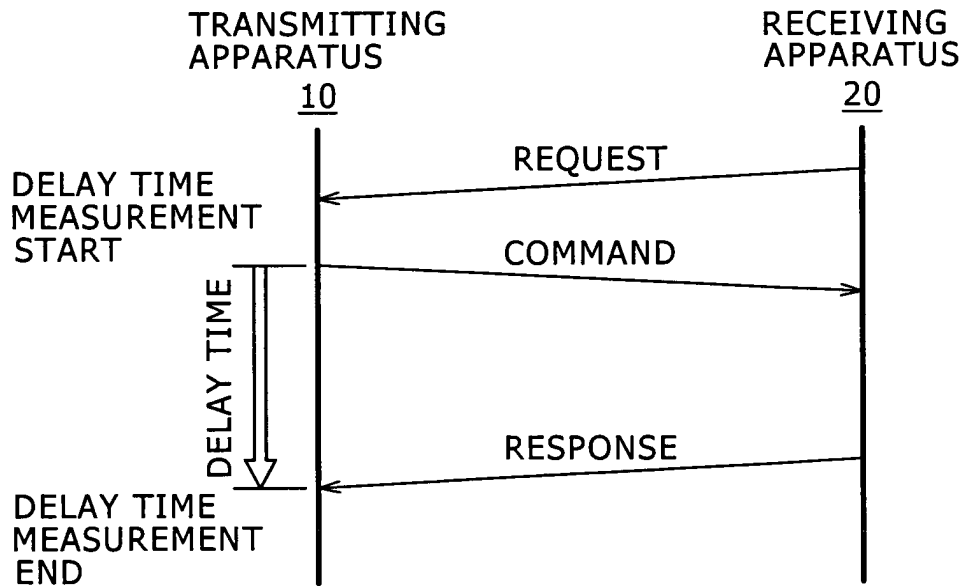 TRANSMITTING
APPARATUS
10
RECEIVING
APPARATUS
20
REQUEST
DELAY TIME
MEASUREMENT
START
COMMAND
DELAY TIME
RESPONSE
DELAY TIME
MEASUREMENT
END